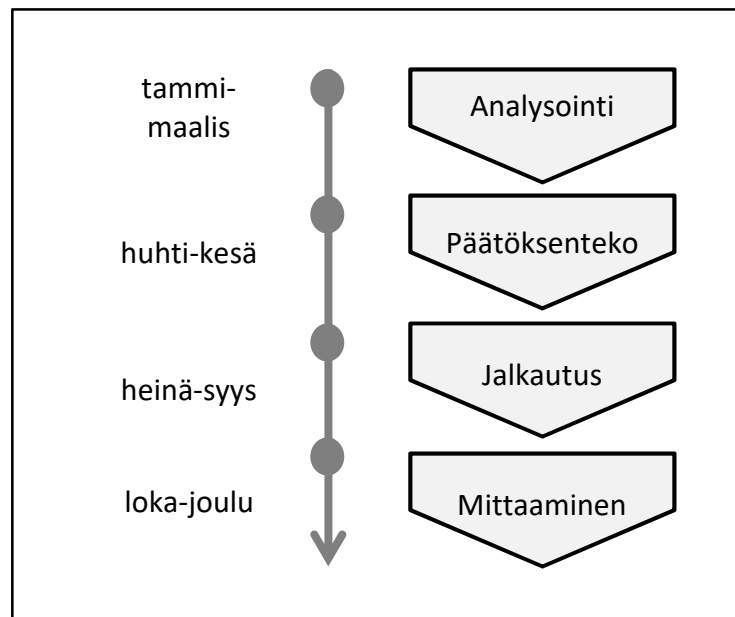 tammi-
maalis
Analysointi
huhti-kesä
Päätöksenteko
heinä-syys
Jalkautus
loka-joulu
Mittaaminen